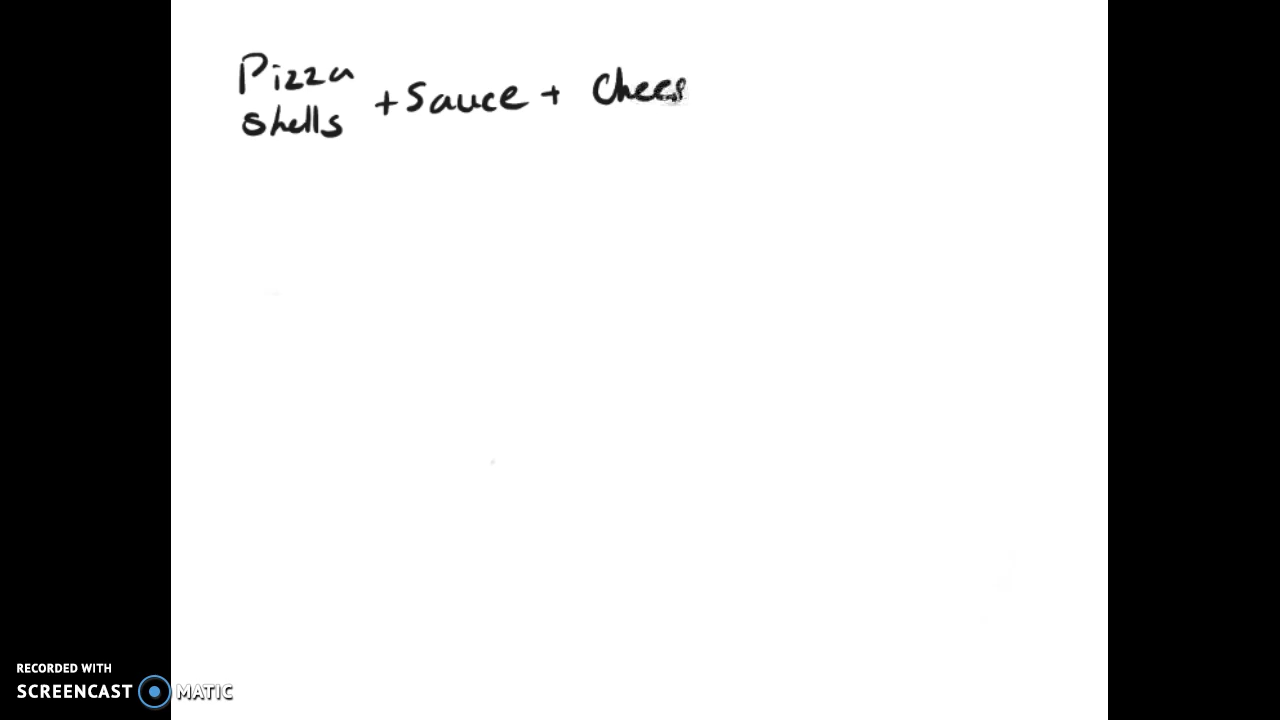 Pizza
shells + Sauce + Chees
RECORDED WITH
SCREENCAST MATIC